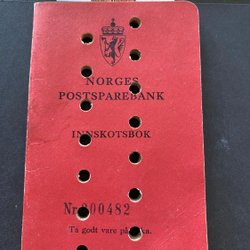 NORGES
POSTSPAREBANK
INNSKOTSBOK
Nr.
Ta godt vare på